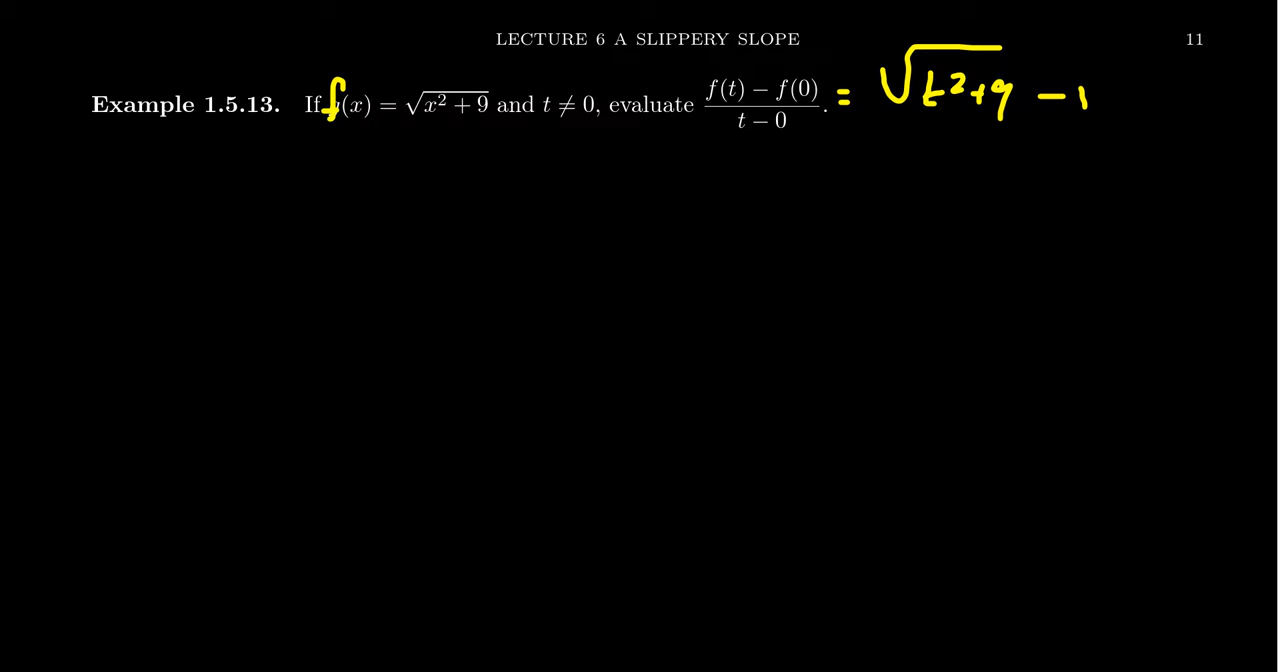 LECTURE 6 A SLIPPERY SLOPE 11
Example 1.5.13. If f(x) = √(x² + 9) and t ≠ 0, evaluate (f(t) − f(0))/(t − 0). = √(t²+9) −